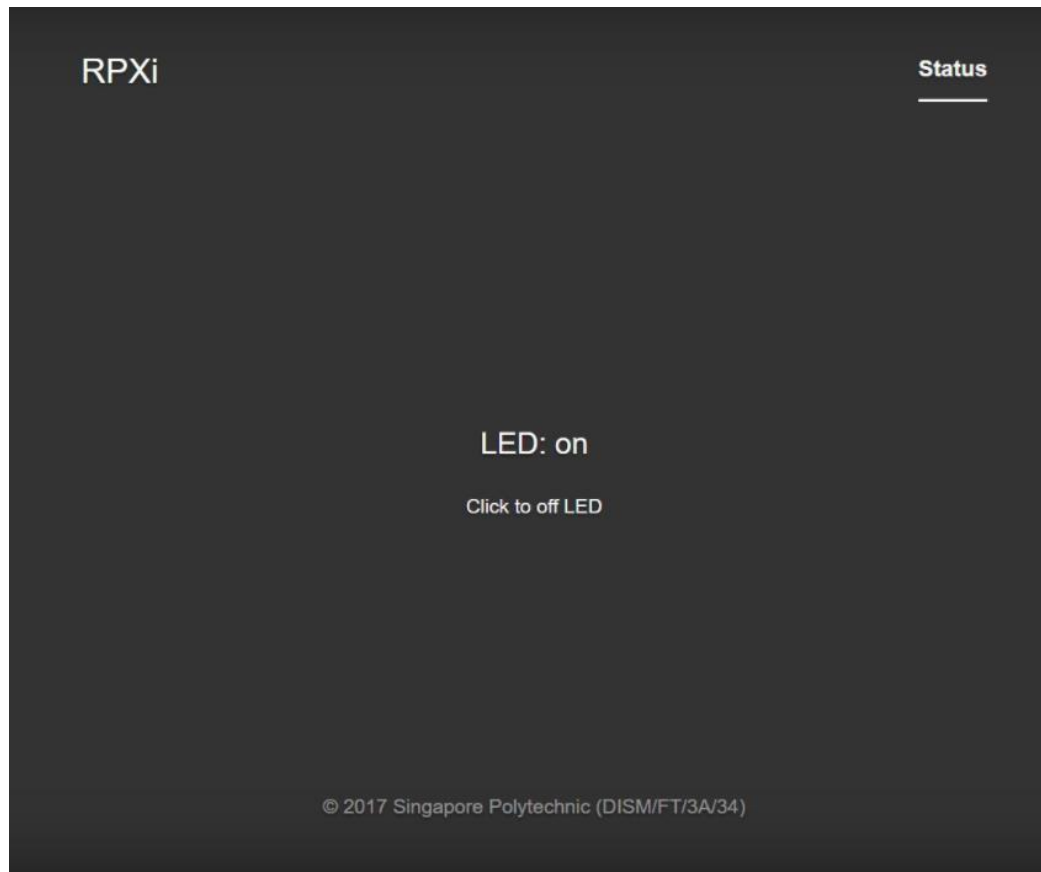 RPXi
Status
LED: on
Click to off LED
© 2017 Singapore Polytechnic (DISM/FT/3A/34)